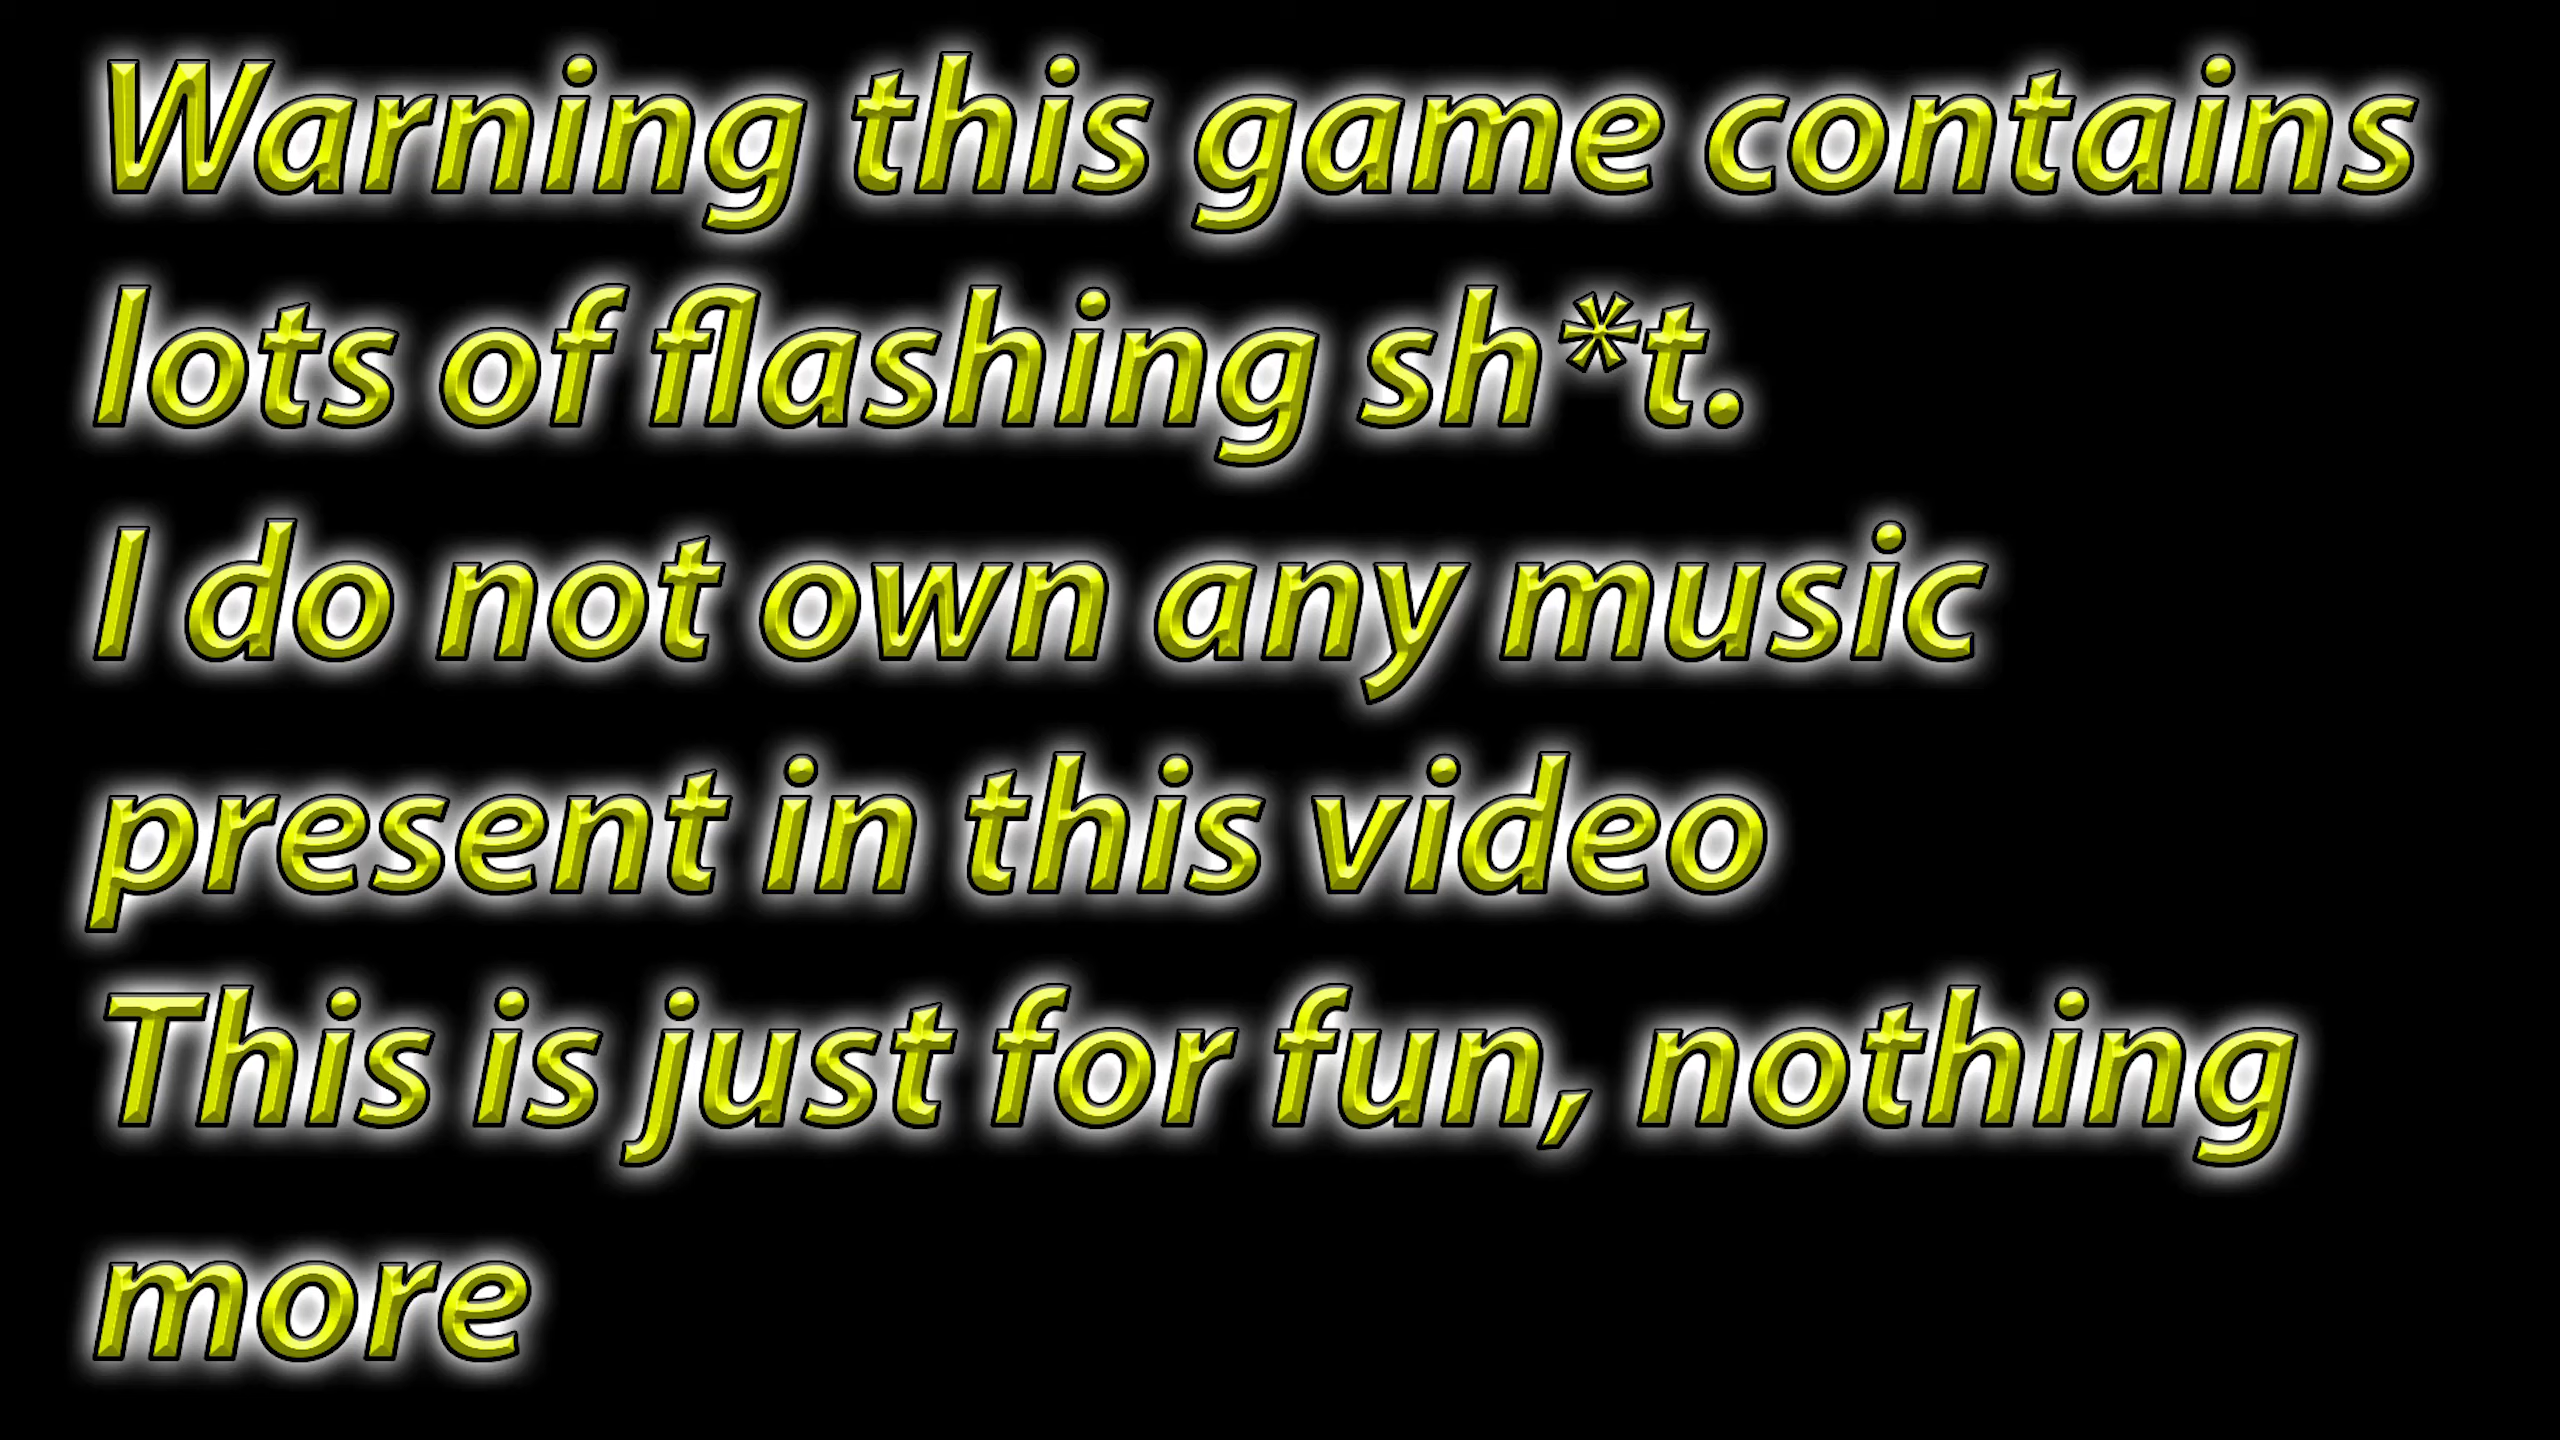 Warning this game contains
lots of flashing sh*t.
I do not own any music
present in this video
This is just for fun, nothing
more